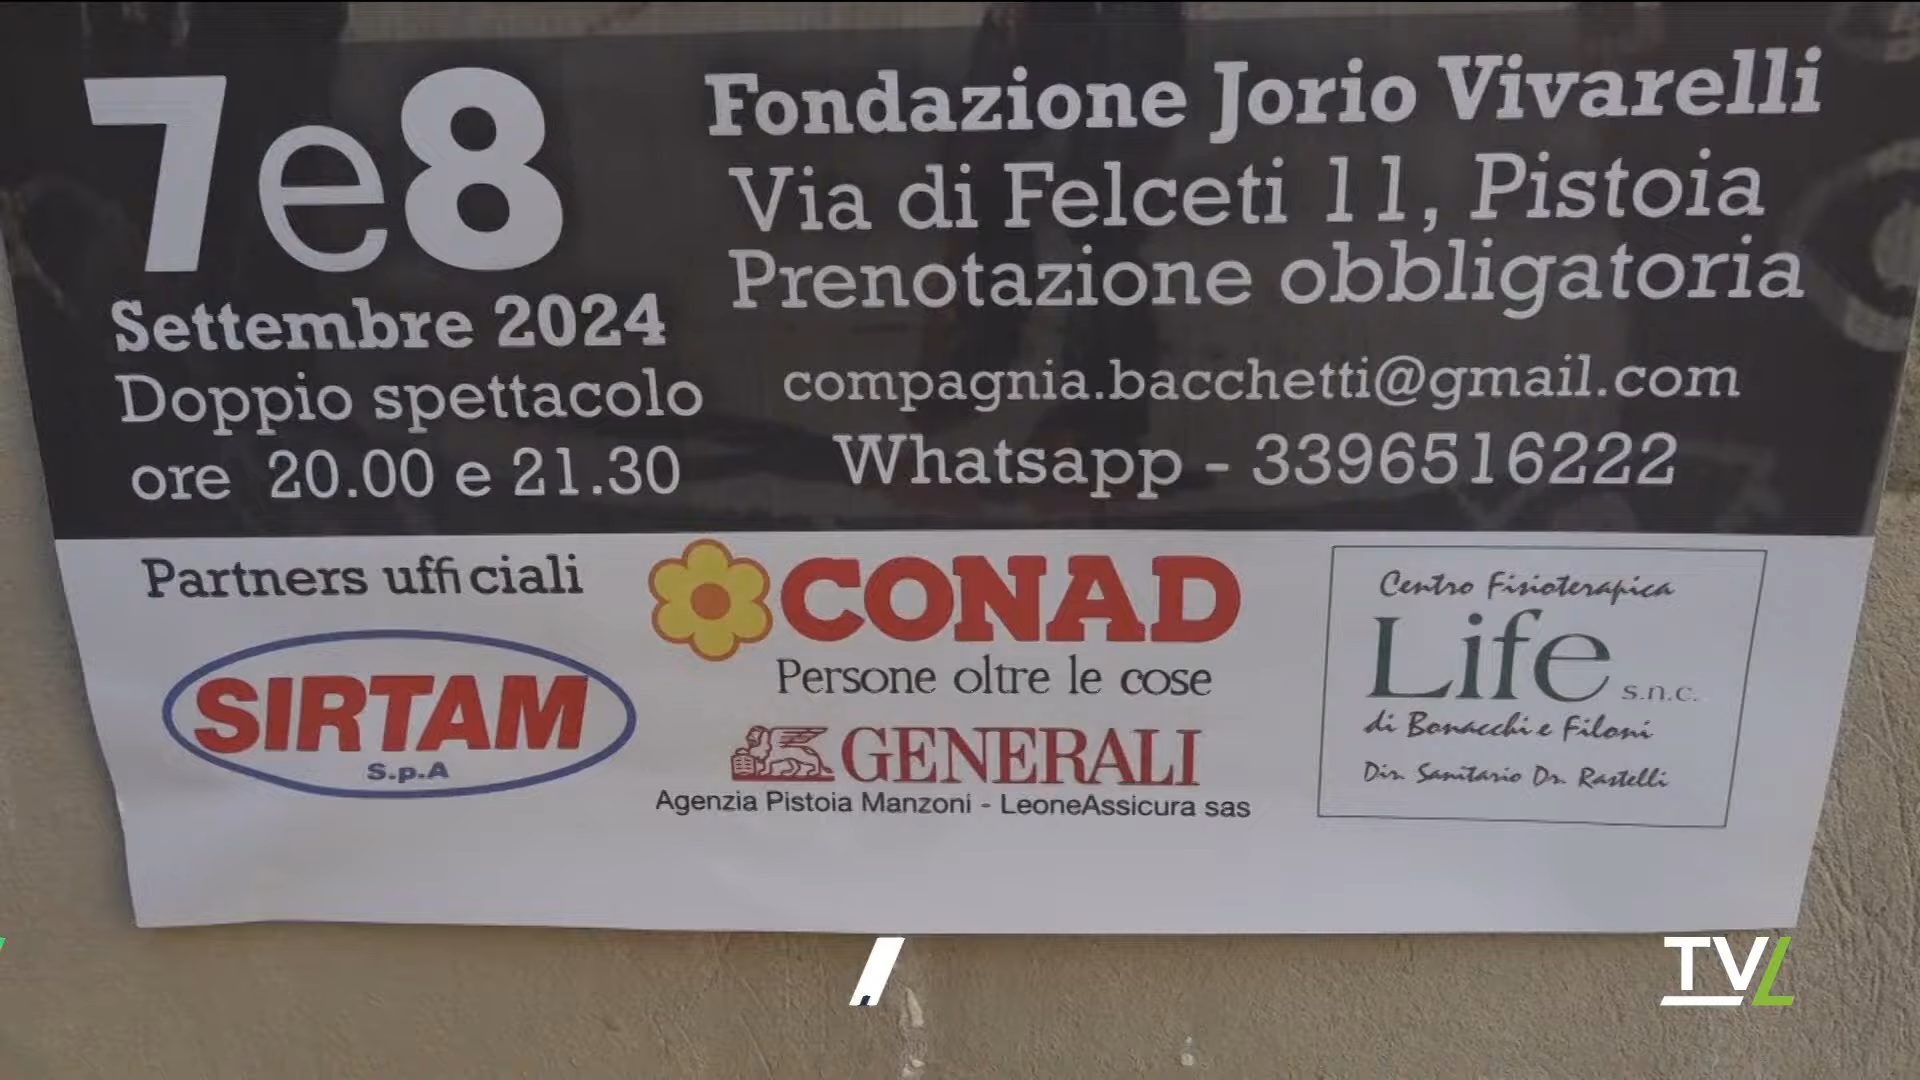 7e8
Settembre 2024
Doppio spettacolo
ore 20.00 e 21.30
Fondazione Jorio Vivarelli
Via di Felceti 11, Pistoia
Prenotazione obbligatoria
compagnia.bacchetti@gmail.com
Whatsapp - 3396516222
Partners ufficiali
SIRTAM
S.p.A
CONAD
Persone oltre le cose
GENERALI
Agenzia Pistoia Manzoni - LeoneAssicura sas
Centro Fisioterapica
Life s.n.c.
di Bonacchi e Filoni
Dir. Sanitario Dr. Rastelli
TVL